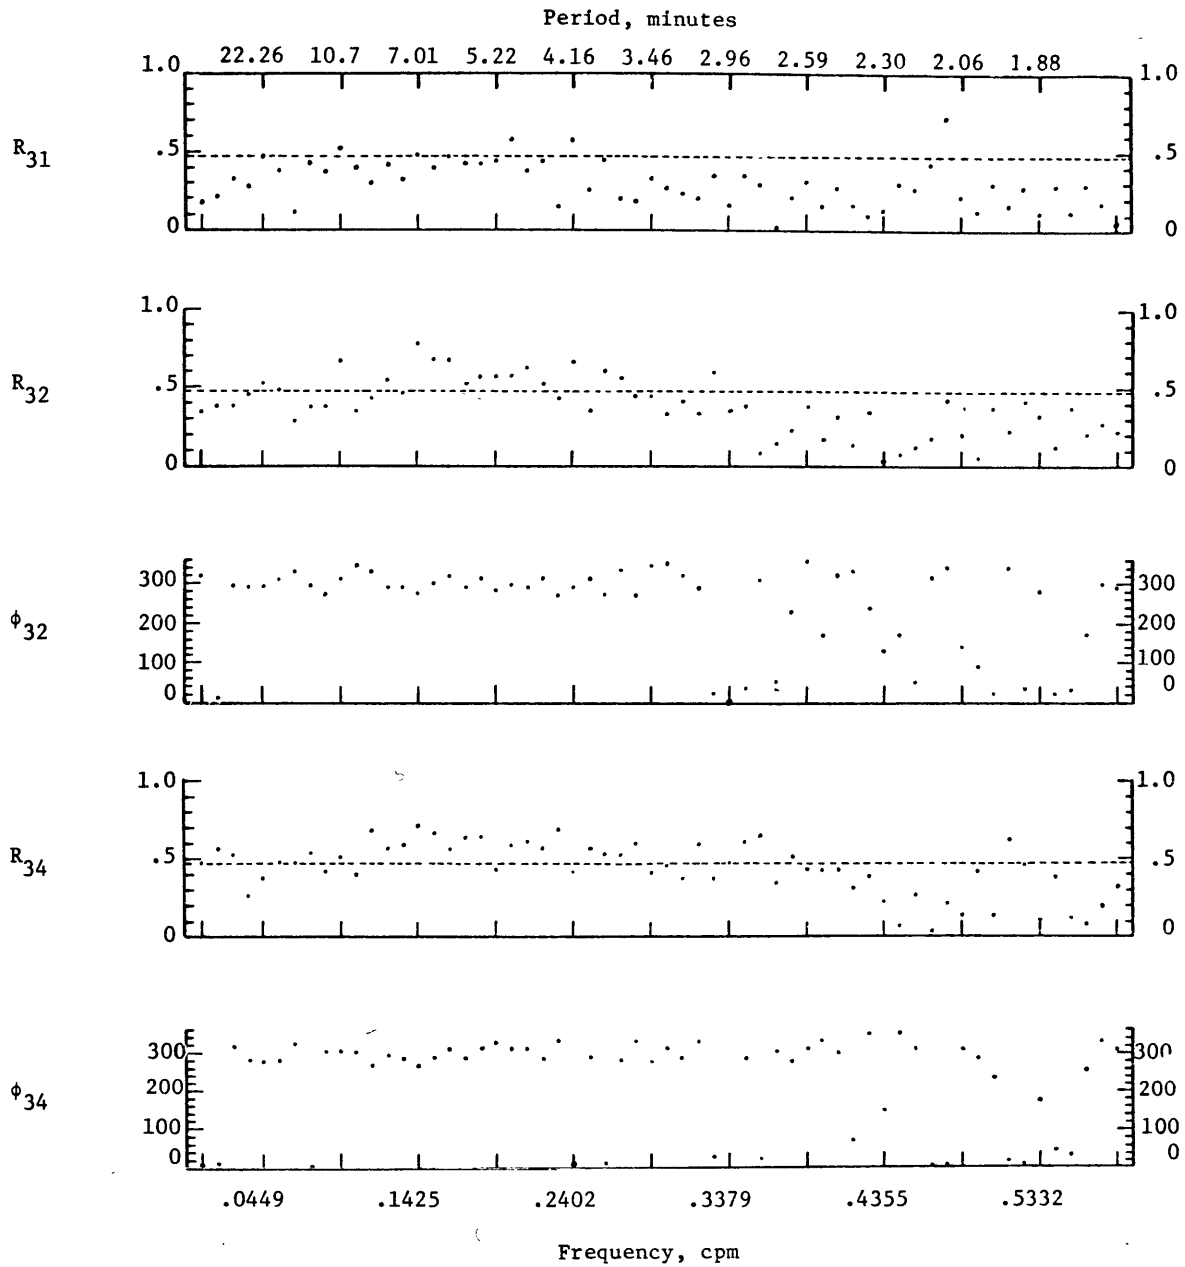 Period, minutes
22.26 10.7 7.01 5.22 4.16 3.46 2.96 2.59 2.30 2.06 1.88
1.0 1.0
R31 .5 .5
0 0
1.0 1.0
R32 .5 .5
0 0
300 300
ϕ32 200 200
100 100
0 0
1.0 1.0
R34 .5 .5
0 0
300 300
200 200
ϕ34
100 100
0 0
.0449 .1425 .2402 .3379 .4355 .5332
Frequency, cpm